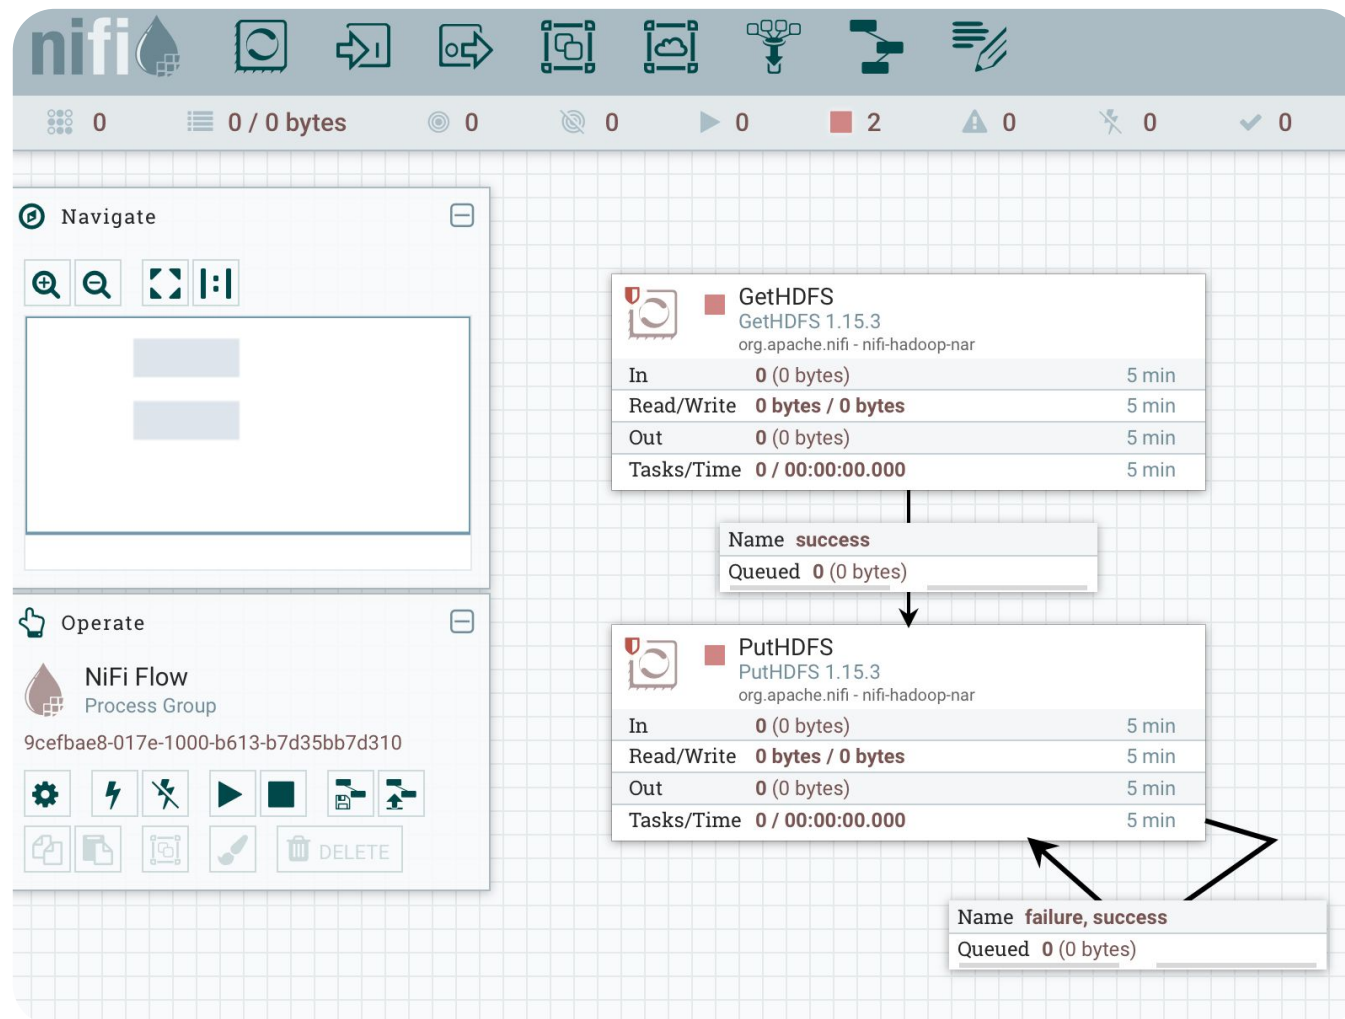 nifi
0
0 / 0 bytes
0
0
0
2
0
0
0
Navigate
GetHDFS
GetHDFS 1.15.3
org.apache.nifi - nifi-hadoop-nar
In 0 (0 bytes) 5 min
Read/Write 0 bytes / 0 bytes 5 min
Out 0 (0 bytes) 5 min
Tasks/Time 0 / 00:00:00.000 5 min
Name success
Queued 0 (0 bytes)
Operate
NiFi Flow
Process Group
9cefbae8-017e-1000-b613-b7d35bb7d310
DELETE
PutHDFS
PutHDFS 1.15.3
org.apache.nifi - nifi-hadoop-nar
In 0 (0 bytes) 5 min
Read/Write 0 bytes / 0 bytes 5 min
Out 0 (0 bytes) 5 min
Tasks/Time 0 / 00:00:00.000 5 min
Name failure, success
Queued 0 (0 bytes)